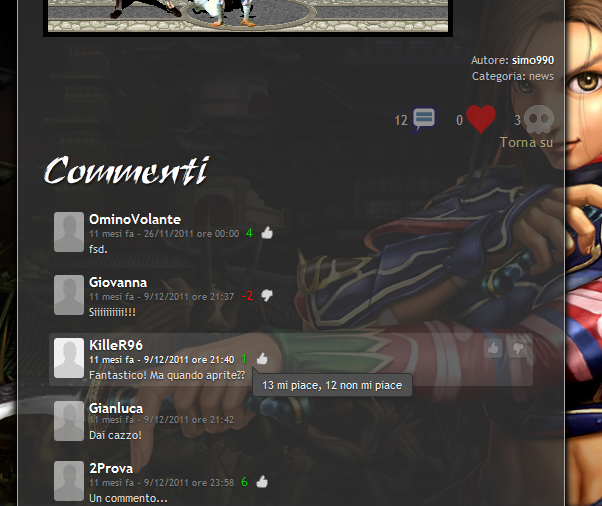 Autore: simo990
Categoria: news
12 0 3
Torna su
Commenti
OminoVolante
11 mesi fa - 26/11/2011 ore 00:00 4
fsd.
Giovanna
11 mesi fa - 9/12/2011 ore 21:37 -2
Siiiiiiiiii!!!
KilleR96
11 mesi fa - 9/12/2011 ore 21:40 1
Fantastico! Ma quando aprite??
13 mi piace, 12 non mi piace
Gianluca
11 mesi fa - 9/12/2011 ore 21:42
Dai cazzo!
2Prova
11 mesi fa - 9/12/2011 ore 23:58 6
Un commento...